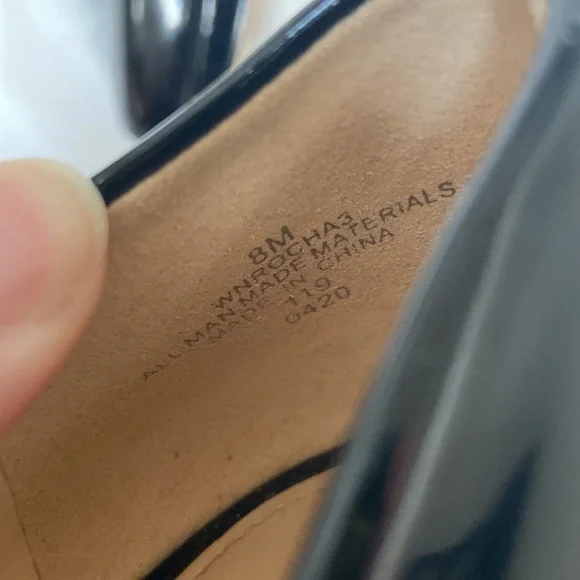 8M
WNROCHA3
ALL MAN MADE MATERIALS
MADE IN CHINA
119
0420